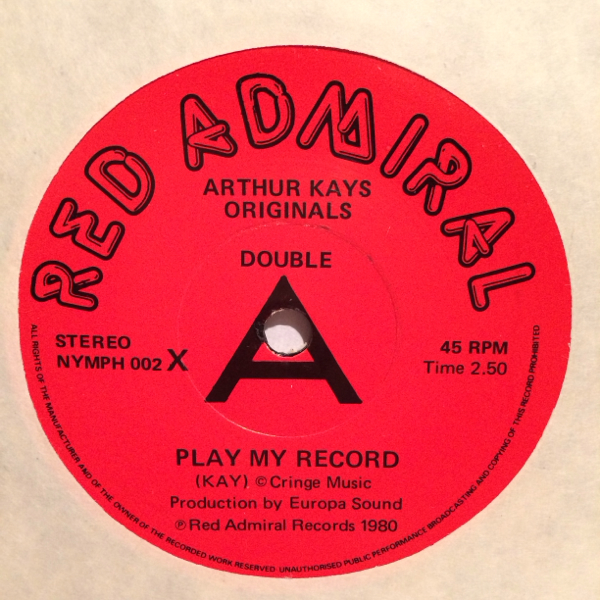 RED ADMIRAL
ARTHUR KAYS
ORIGINALS
DOUBLE
A
STEREO
NYMPH 002 X
45 RPM
Time 2.50
PLAY MY RECORD
(KAY) © Cringe Music
Production by Europa Sound
℗ Red Admiral Records 1980
ALL RIGHTS OF THE MANUFACTURER AND OF THE OWNER OF THE RECORDED WORK RESERVED UNAUTHORISED PUBLIC PERFORMANCE BROADCASTING AND COPYING OF THIS RECORD PROHIBITED